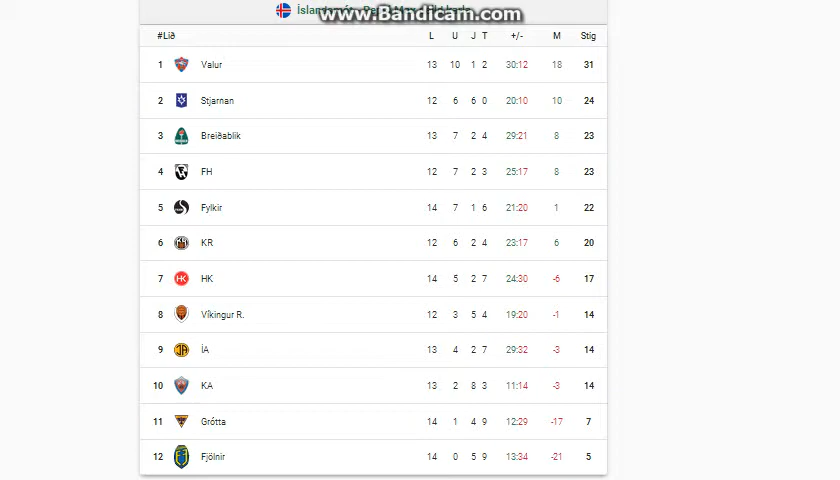 www.Bandicam.com
#Lið L U J T +/- M Stig
1 Valur 13 10 1 2 30:12 18 31
2 Stjarnan 12 6 6 0 20:10 10 24
3 Breiðablik 13 7 2 4 29:21 8 23
4 FH 12 7 2 3 25:17 8 23
5 Fylkir 14 7 1 6 21:20 1 22
6 KR 12 6 2 4 23:17 6 20
7 HK 14 5 2 7 24:30 -6 17
8 Víkingur R. 12 3 5 4 19:20 -1 14
9 ÍA 13 4 2 7 29:32 -3 14
10 KA 13 2 8 3 11:14 -3 14
11 Grótta 14 1 4 9 12:29 -17 7
12 Fjölnir 14 0 5 9 13:34 -21 5